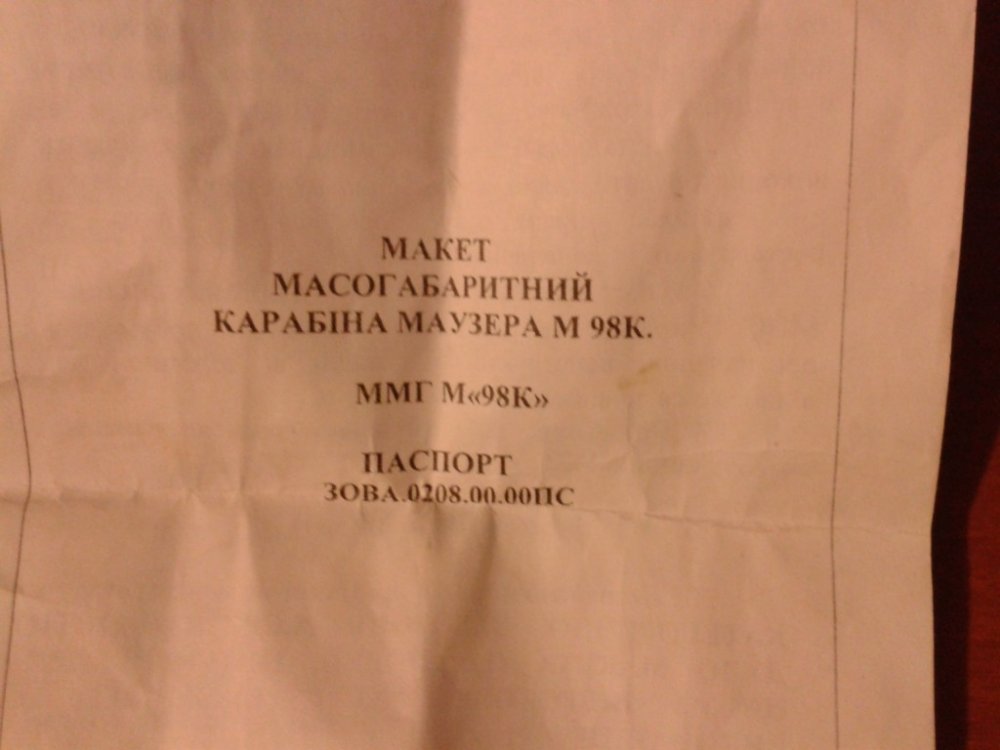 МАКЕТ
МАСОГАБАРИТНИЙ
КАРАБІНА МАУЗЕРА М 98К.
ММГ М«98К»
ПАСПОРТ
ЗОВА.0208.00.00ПС